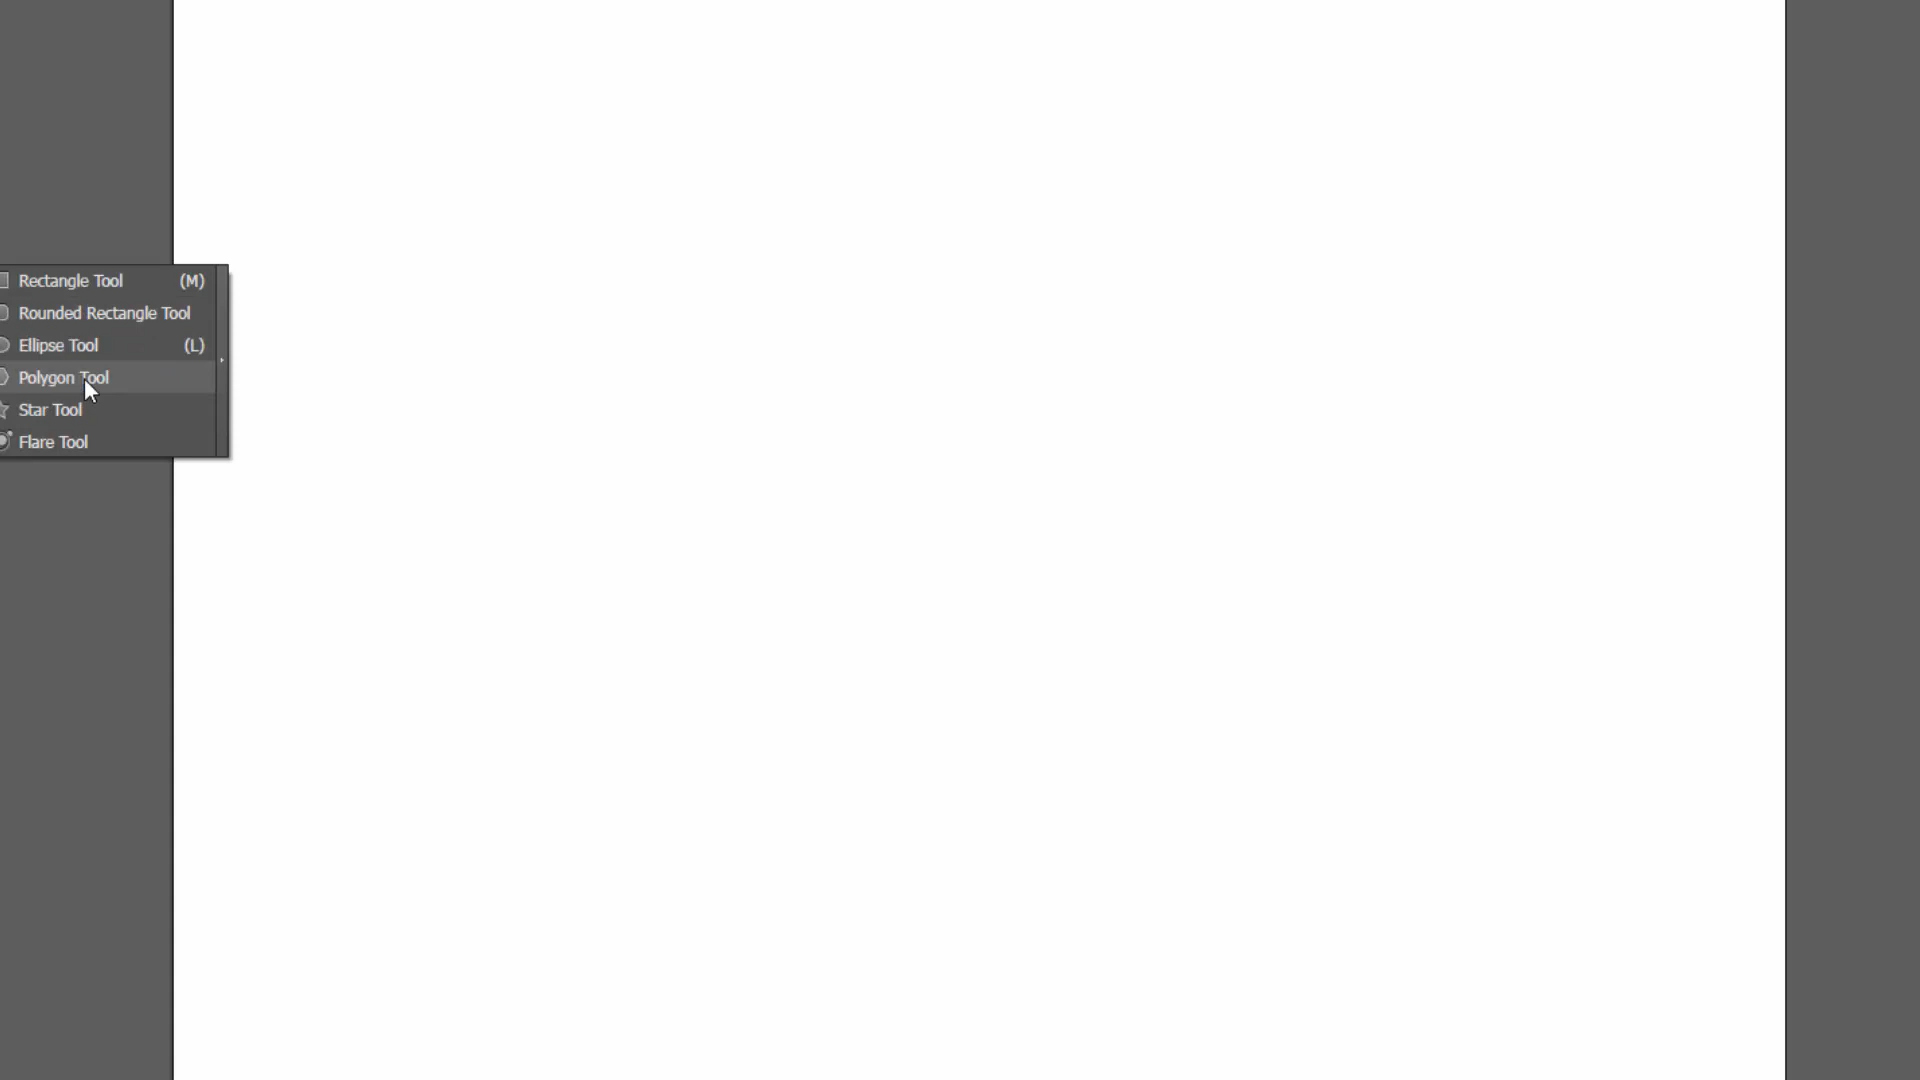 Rectangle Tool (M)
Rounded Rectangle Tool
Ellipse Tool (L)
Polygon Tool
Star Tool
Flare Tool